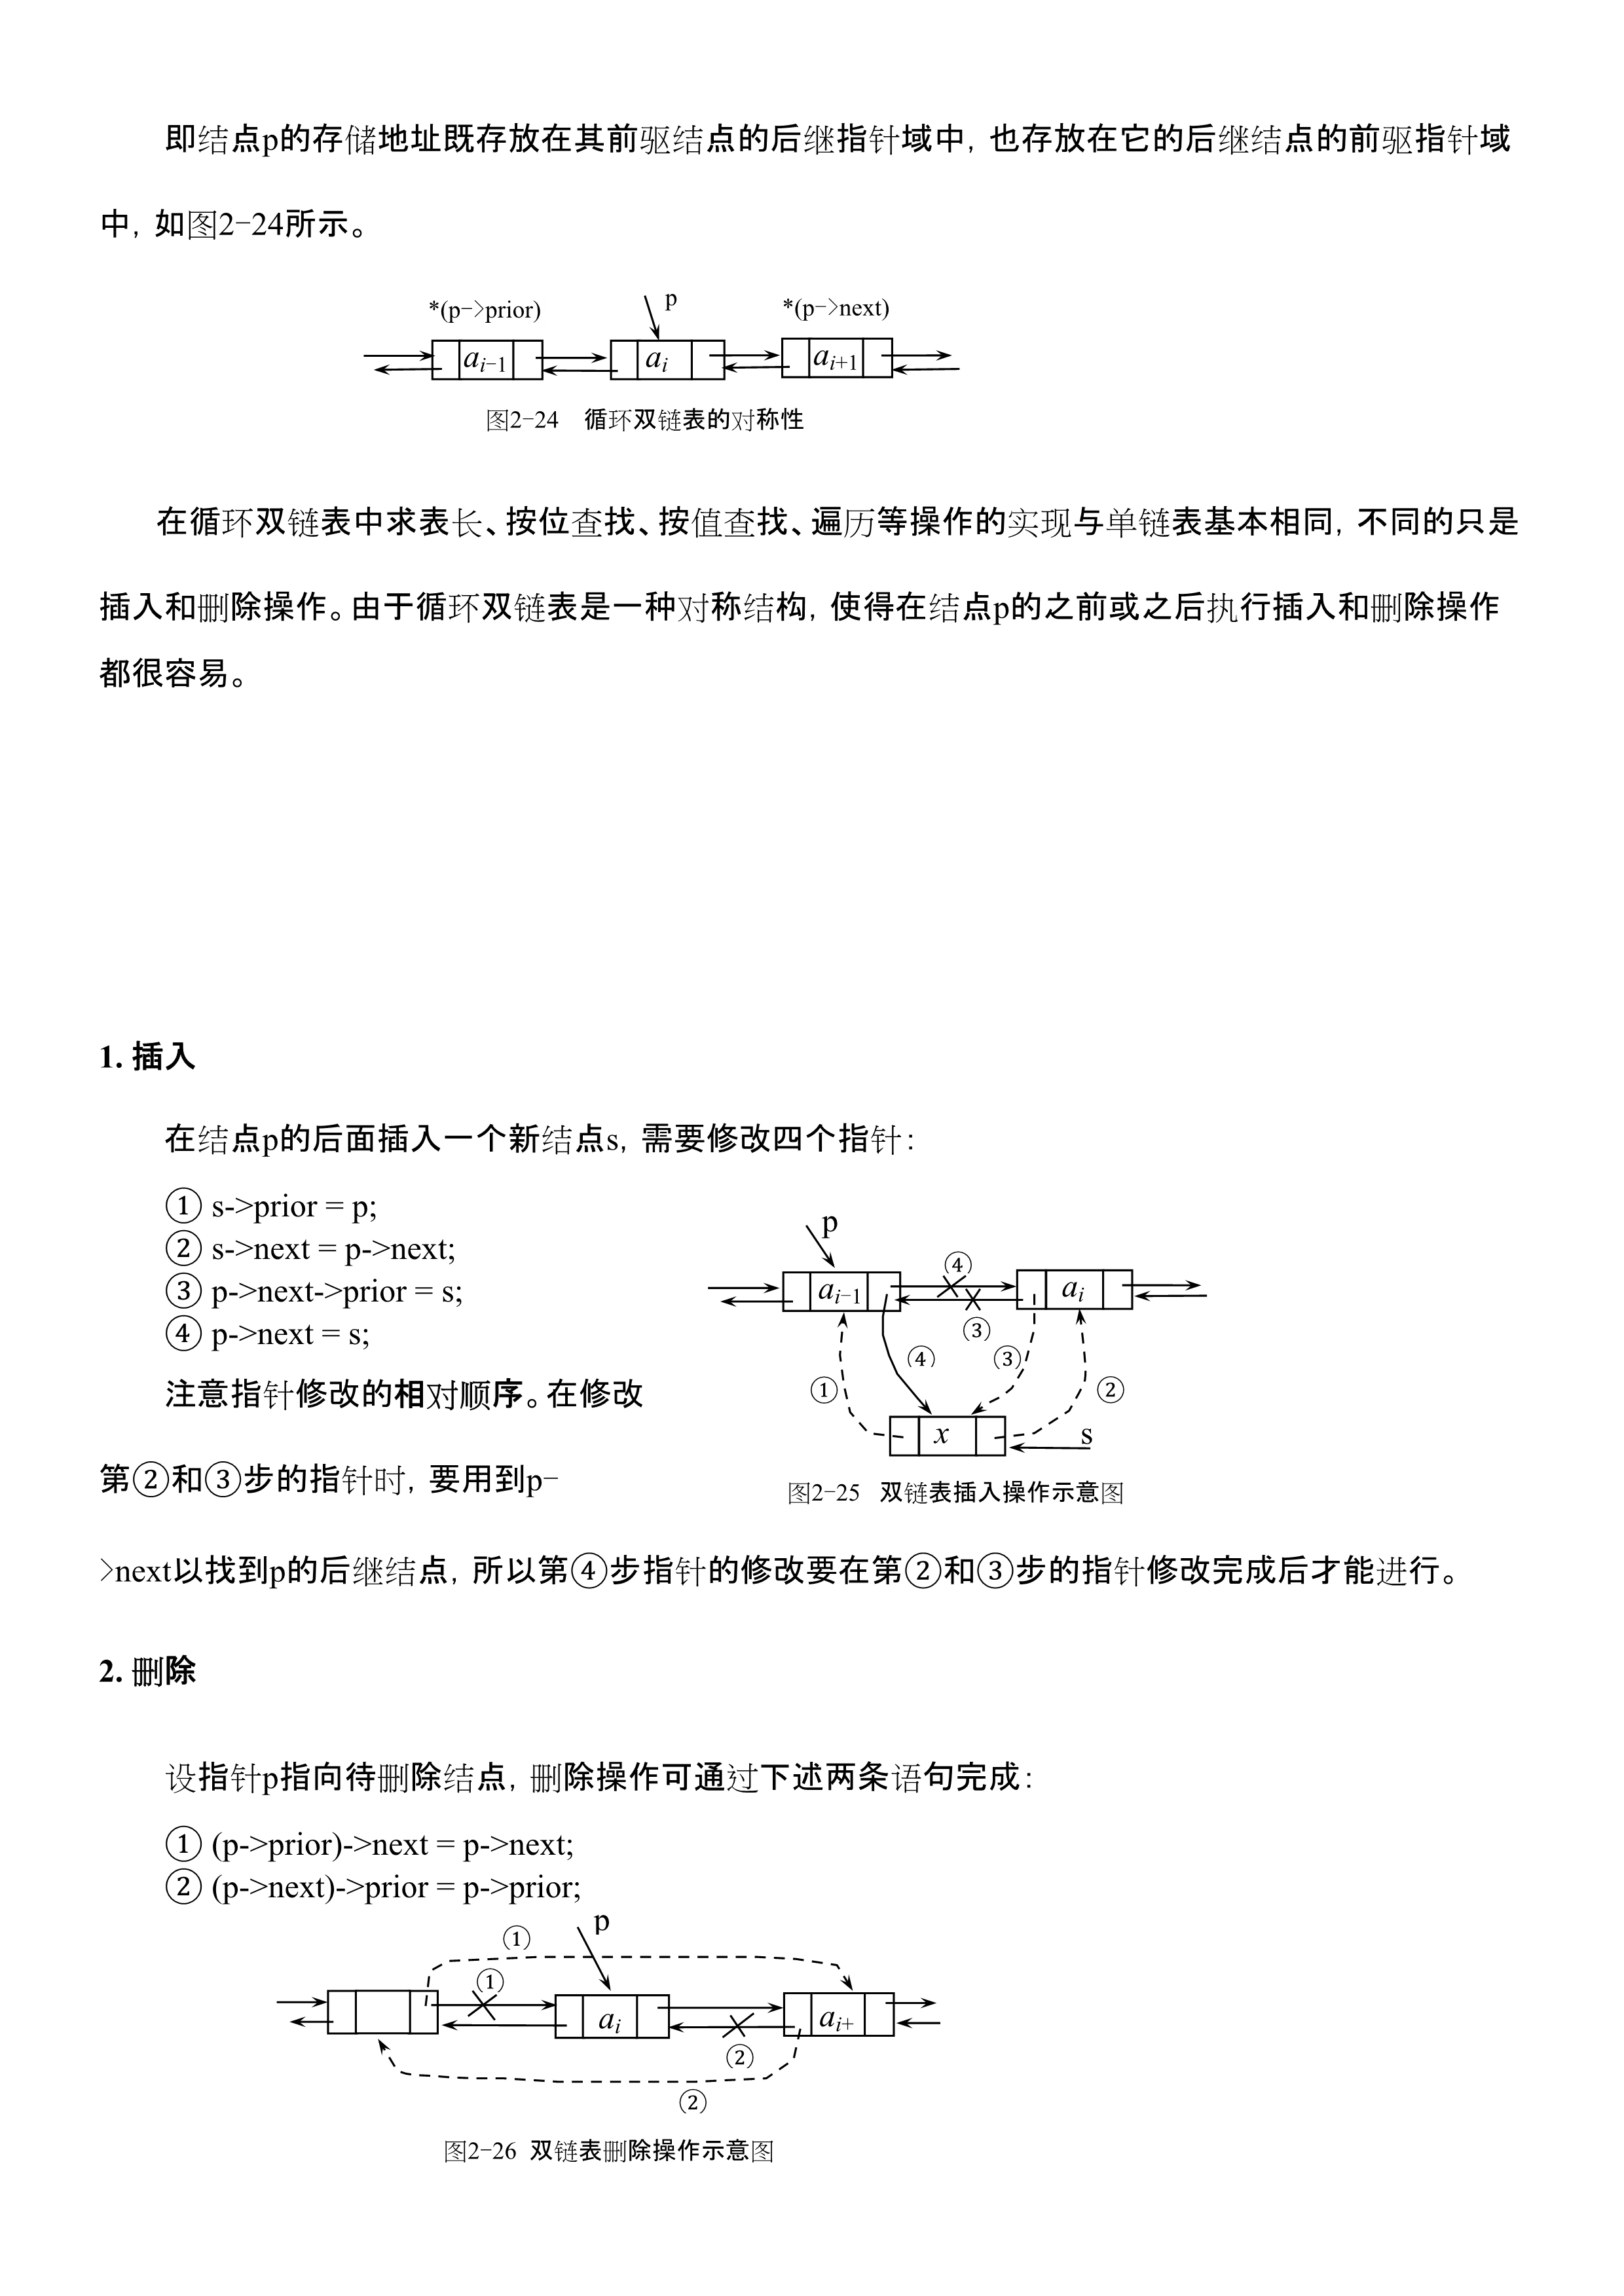 即结点p的存储地址既存放在其前驱结点的后继指针域中，也存放在它的后继结点的前驱指针域
中，如图2-24所示。
*(p->prior) p *(p->next)
a_{i-1} a_i a_{i+1}
图2-24 循环双链表的对称性
在循环双链表中求表长、按位查找、按值查找、遍历等操作的实现与单链表基本相同，不同的只是
插入和删除操作。由于循环双链表是一种对称结构，使得在结点p的之前或之后执行插入和删除操作
都很容易。
1. 插入
在结点p的后面插入一个新结点s，需要修改四个指针：
① s->prior = p;
② s->next = p->next;
③ p->next->prior = s;
④ p->next = s;
注意指针修改的相对顺序。在修改
第②和③步的指针时，要用到p-
p
④
a_{i-1} a_i
③
④ ③
① ②
x s
图2-25 双链表插入操作示意图
>next以找到p的后继结点，所以第④步指针的修改要在第②和③步的指针修改完成后才能进行。
2. 删除
设指针p指向待删除结点，删除操作可通过下述两条语句完成：
① (p->prior)->next = p->next;
② (p->next)->prior = p->prior;
p
①
①
a_i a_{i+}
②
②
图2-26 双链表删除操作示意图